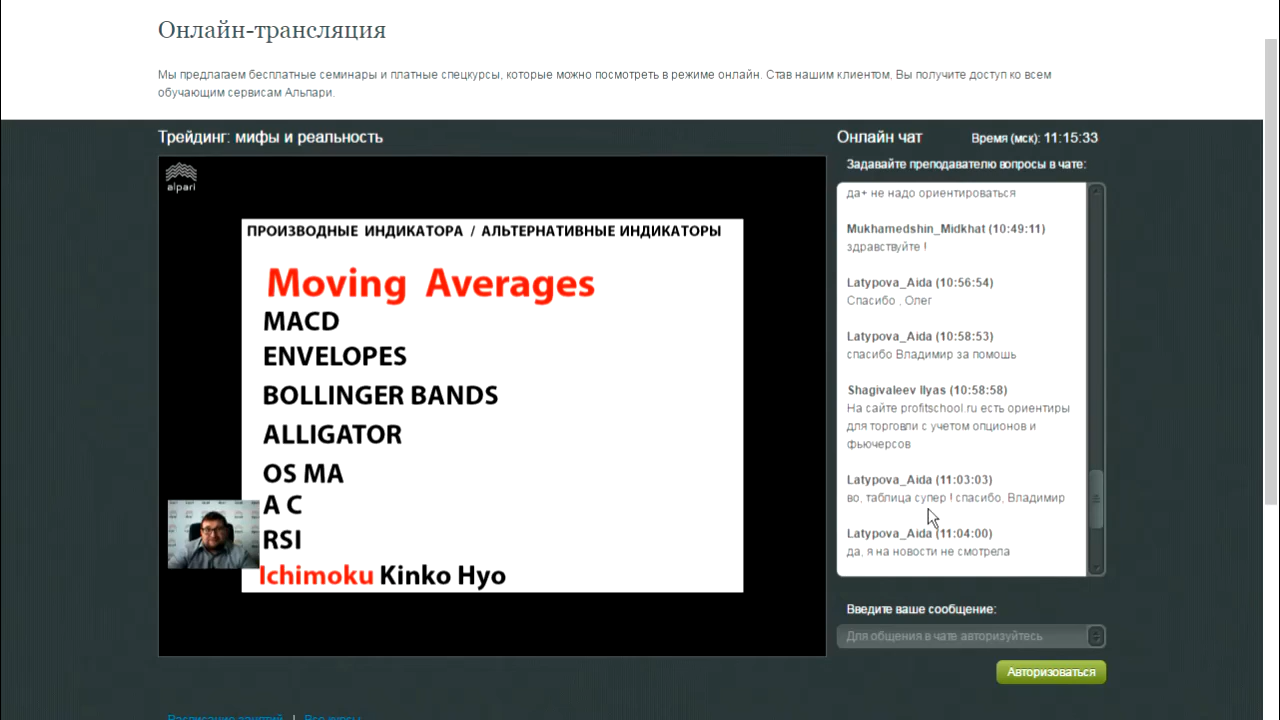 Онлайн-трансляция
Мы предлагаем бесплатные семинары и платные спецкурсы, которые можно посмотреть в режиме онлайн. Став нашим клиентом, Вы получите доступ ко всем
обучающим сервисам Альпари.
Трейдинг: мифы и реальность
alpari
ПРОИЗВОДНЫЕ ИНДИКАТОРА / АЛЬТЕРНАТИВНЫЕ ИНДИКАТОРЫ
Moving Averages
MACD
ENVELOPES
BOLLINGER BANDS
ALLIGATOR
OS MA
A C
RSI
Ichimoku Kinko Hyo
Онлайн чат
Время (мск): 11:15:33
Задавайте преподавателю вопросы в чате:
да+ не надо ориентироваться
Mukhamedshin_Midkhat (10:49:11)
здравствуйте !
Latypova_Aida (10:56:54)
Спасибо , Олег
Latypova_Aida (10:58:53)
спасибо Владимир за помошь
Shagivaleev Ilyas (10:58:58)
На сайте profitschool.ru есть ориентиры
для торговли с учетом опционов и
фьючерсов
Latypova_Aida (11:03:03)
во, таблица супер ! спасибо, Владимир
Latypova_Aida (11:04:00)
да, я на новости не смотрела
Введите ваше сообщение:
Для общения в чате авторизуйтесь
Авторизоваться
Расписание занятий | Все курсы